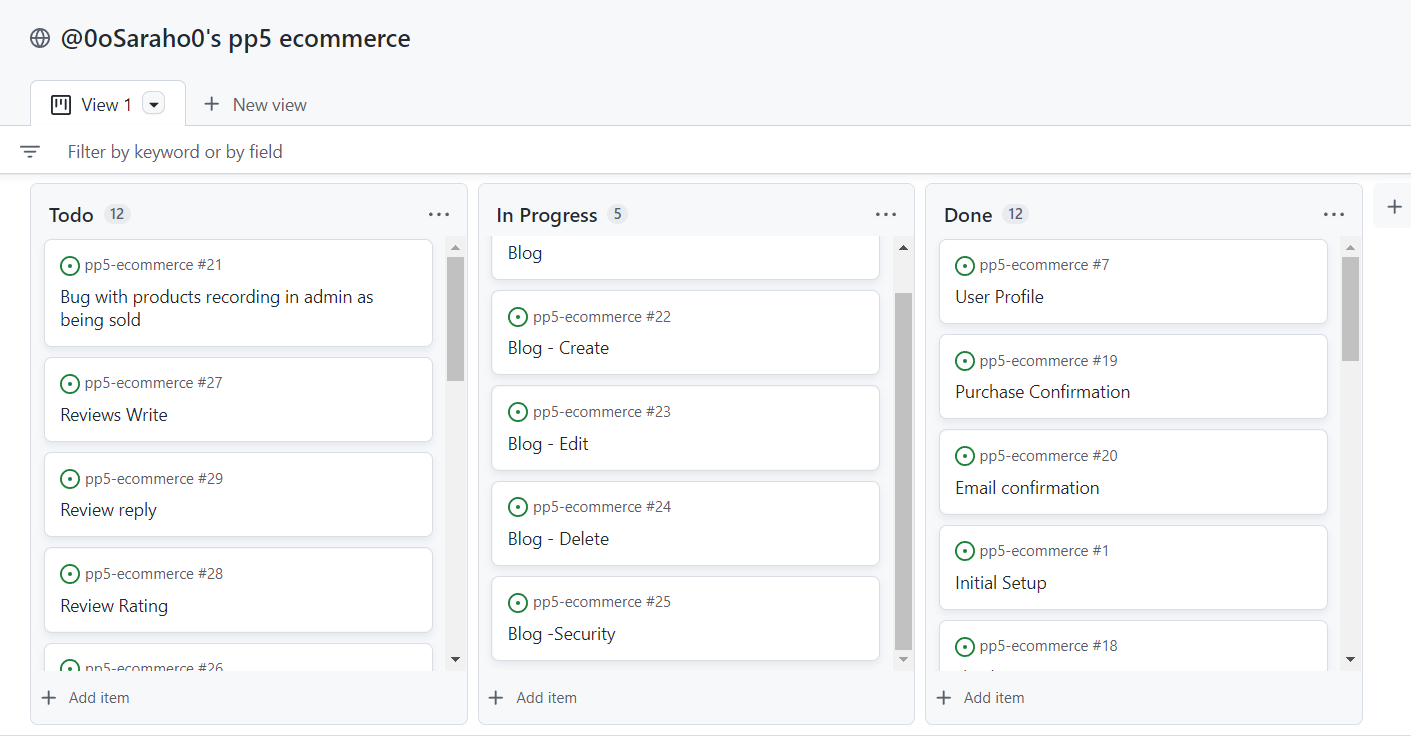 @0oSaraho0's pp5 ecommerce
View 1
New view
Filter by keyword or by field
Todo 12
pp5-ecommerce #21
Bug with products recording in admin as
being sold
pp5-ecommerce #27
Reviews Write
pp5-ecommerce #29
Review reply
pp5-ecommerce #28
Review Rating
pp5-ecommerce #26
Add item
In Progress 5
Blog
pp5-ecommerce #22
Blog - Create
pp5-ecommerce #23
Blog - Edit
pp5-ecommerce #24
Blog - Delete
pp5-ecommerce #25
Blog -Security
Add item
Done 12
pp5-ecommerce #7
User Profile
pp5-ecommerce #19
Purchase Confirmation
pp5-ecommerce #20
Email confirmation
pp5-ecommerce #1
Initial Setup
pp5-ecommerce #18
Add item